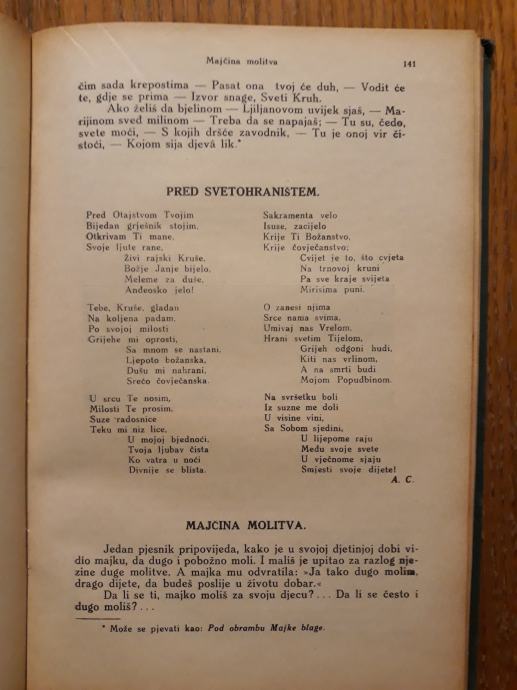 Majčina molitva 141
čim sada krepostima — Pasat ona tvoj će duh, — Vodit će
te, gdje se prima — Izvor snage, Sveti Kruh.
Ako želiš da bjelinom — Ljiljanovom uvijek sjaš, — Ma-
rijinom sved milinom — Treba da se napajaš; — Tu su, čedo,
svete moći, — S kojih dršće zavodnik, — Tu je onoj vir či-
stoći, — Kojom sija djevâ lik.*
PRED SVETOHRANIŠTEM.
Pred Otajstvom Tvojim
Bijedan grješnik stojim,
Otkrivam Ti mane,
Svoje ljute rane,
Živi rajski Kruše,
Božje Janje bijelo,
Meleme za duše,
Anđeosko jelo!
Tebe, Kruše, gladan
Na koljena padam,
Po svojoj milosti
Grijehe mi oprosti,
Sa mnom se nastani,
Ljepoto božanska,
Dušu mi nahrani,
Srećo čovječanska.
U srcu Te nosim,
Milosti Te prosim,
Suze radosnice
Teku mi niz lice,
U mojoj bjednoći,
Tvoja ljubav čista
Ko vatra u noći
Divnije se blista.
Sakramenta velo
Isuse, zacijelo
Krije Ti Božanstvo,
Krije čovječanstvo;
Cvijet je to, što cvjeta
Na trnovoj kruni
Pa sve kraje svijeta
Mirisima puni.
O zanesi njima
Srce nama svima,
Umivaj nas Vrelom,
Hrani svetim Tijelom,
Grijeh odgoni hudi,
Kiti nas vrlinom,
A na smrti budi
Mojom Popudbinom.
Na svršetku boli
Iz suzne me doli
U visine vini,
Sa Sobom sjedini,
U lijepome raju
Među svoje svete
U vječnome sjaju
Smjesti svoje dijete!
A. C.
MAJČINA MOLITVA.
Jedan pjesnik pripovijeda, kako je u svojoj djetinjoj dobi vi-
dio majku, da dugo i pobožno moli. I mališ je upitao za razlog nje-
zine duge molitve. A majka mu odvratila: »Ja tako dugo molim,
drago dijete, da budeš poslije u životu dobar.«
Da li se ti, majko moliš za svoju djecu?... Da li se često i
dugo moliš?...
* Može se pjevati kao: Pod obrambu Majke blage.